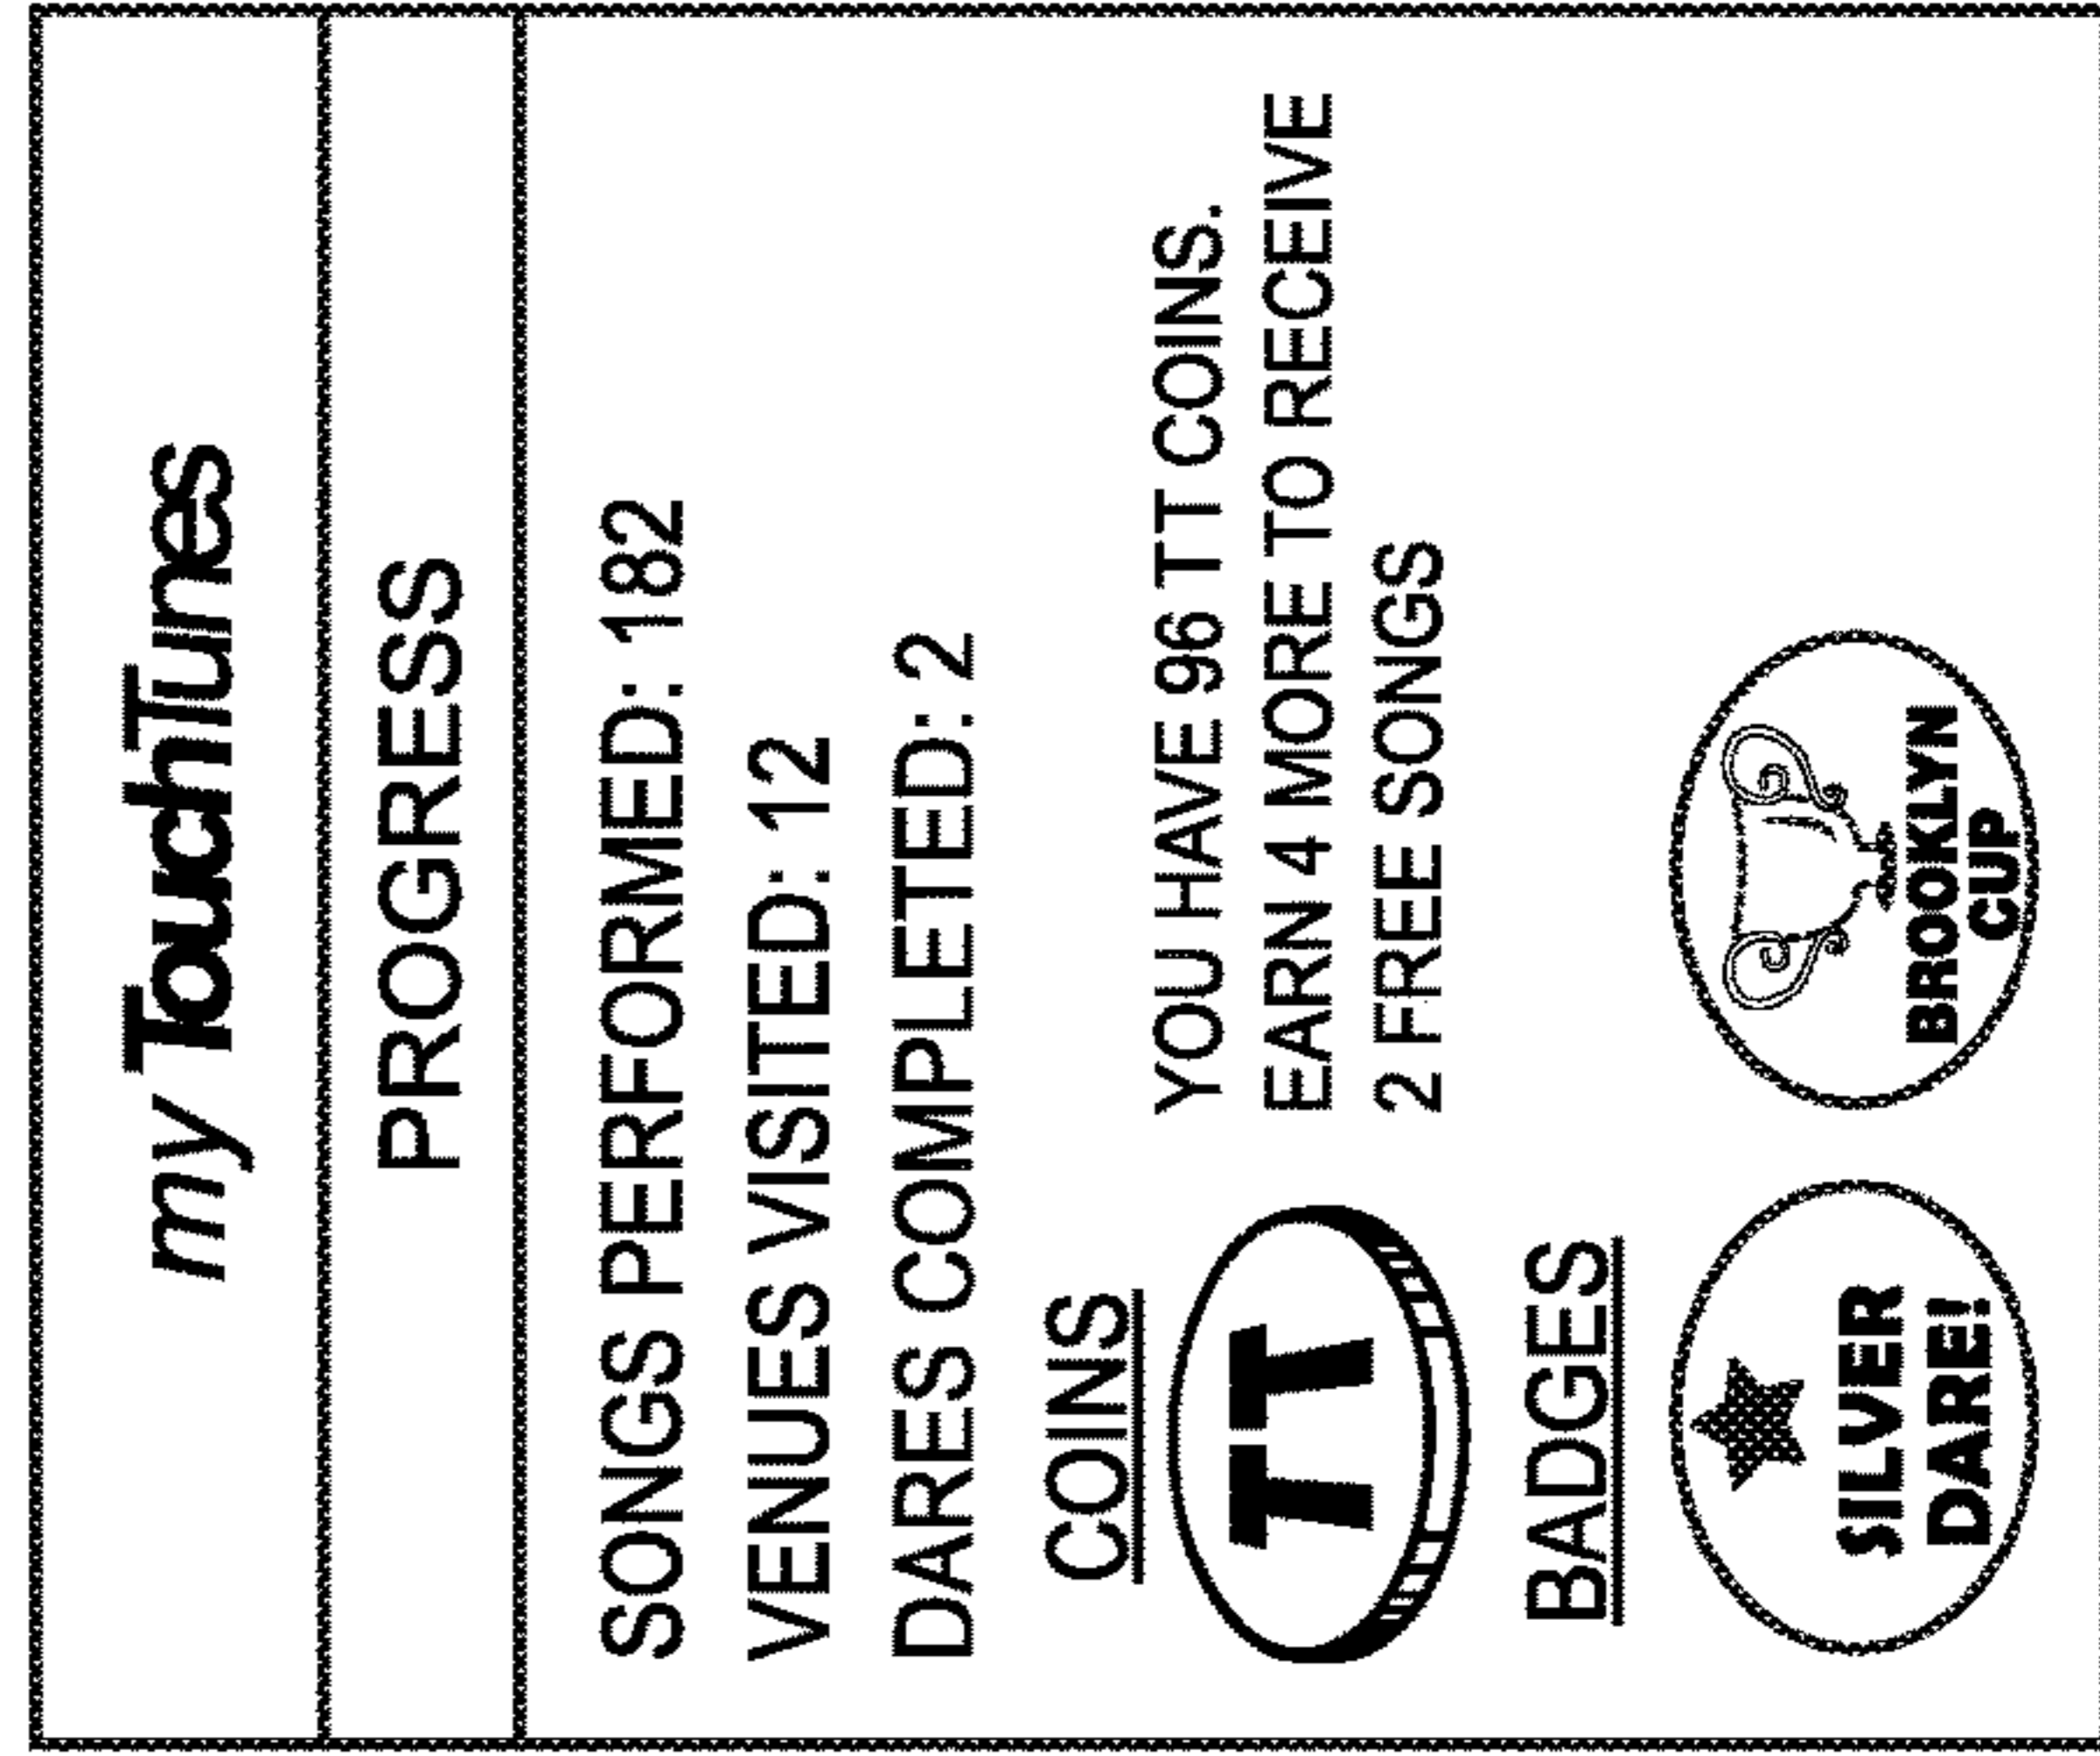 my TouchTunes
PROGRESS
SONGS PERFORMED: 182
VENUES VISITED: 12
DARES COMPLETED: 2
COINS
TT
YOU HAVE 96 TT COINS.
EARN 4 MORE TO RECEIVE
2 FREE SONGS
BADGES
SILVER
DARE!
BROOKLYN
CUP